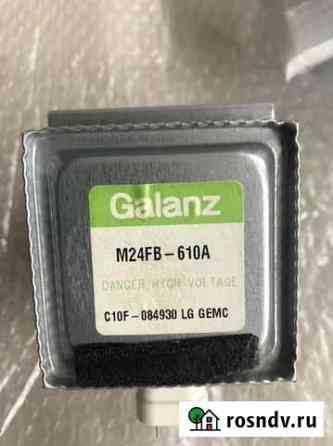 Galanz
M24FB-610A
DANGER HIGH VOLTAGE
C10F-084930 LG GEMC
rosndv.ru